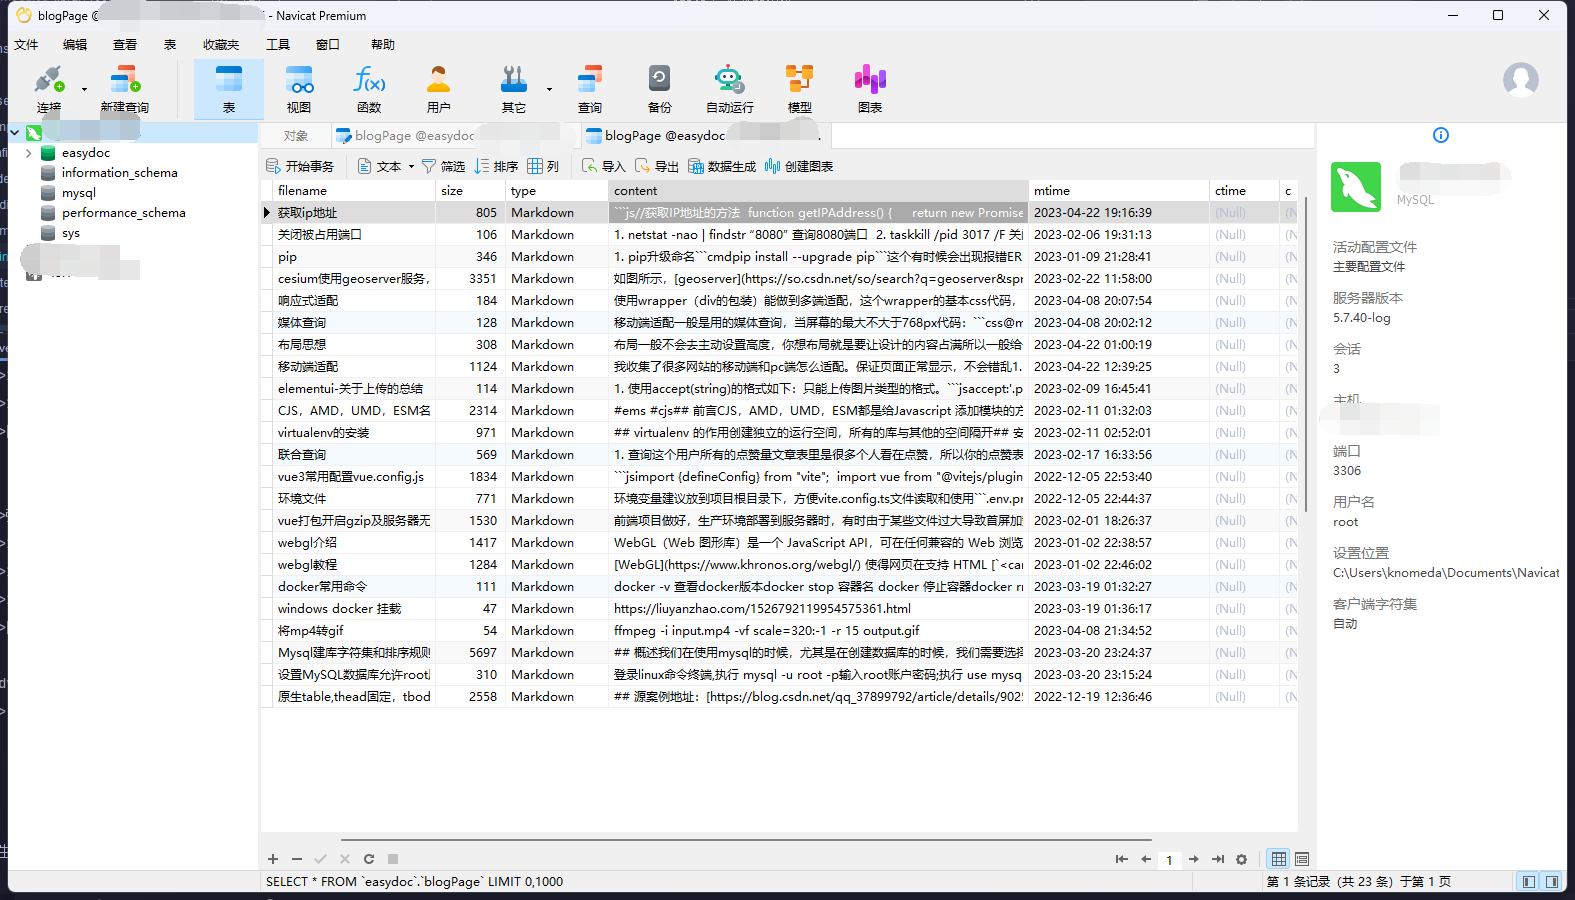 blogPage @ - Navicat Premium
文件 编辑 查看 表 收藏夹 工具 窗口 帮助
连接 新建查询 表 视图 函数 用户 其它 查询 备份 自动运行 模型 图表
easydoc
information_schema
mysql
performance_schema
sys
对象 blogPage @easydoc blogPage @easydoc
开始事务 文本 筛选 排序 列 导入 导出 数据生成 创建图表
filename size type content mtime ctime c
获取ip地址 805 Markdown ```js//获取IP地址的方法 function getIPAddress() { return new Promise 2023-04-22 19:16:39 (Null) (N
关闭被占用端口 106 Markdown 1. netstat -nao | findstr “8080” 查询8080端口 2. taskkill /pid 3017 /F 关 2023-02-06 19:31:13 (Null) (N
pip 346 Markdown 1. pip升级命名```cmdpip install --upgrade pip```这个有时候会出现报错ER 2023-01-09 21:28:41 (Null) (N
cesium使用geoserver服务, 3351 Markdown 如图所示，[geoserver](https://so.csdn.net/so/search?q=geoserver&spr 2023-02-22 11:58:00 (Null) (N
响应式适配 184 Markdown 使用wrapper（div的包装）能做到多端适配，这个wrapper的基本css代码， 2023-04-08 20:07:54 (Null) (N
媒体查询 128 Markdown 移动端适配一般是用的媒体查询，当屏幕的最大不大于768px代码：```css@m 2023-04-08 20:02:12 (Null) (N
布局思想 308 Markdown 布局一般不会去主动设置高度，你想布局就是要让设计的内容占满所以一般给 2023-04-22 01:00:19 (Null) (N
移动端适配 1124 Markdown 我收集了很多网站的移动端和pc端怎么适配。保证页面正常显示，不会错乱1. 2023-04-22 12:39:25 (Null) (N
elementui-关于上传的总结 114 Markdown 1. 使用accept(string)的格式如下：只能上传图片类型的格式。```jsaccept:'.p 2023-02-09 16:45:41 (Null) (N
CJS，AMD，UMD，ESM名 2314 Markdown #ems #cjs## 前言CJS，AMD，UMD，ESM都是给Javascript 添加模块的方 2023-02-11 01:32:03 (Null) (N
virtualenv的安装 971 Markdown ## virtualenv 的作用创建独立的运行空间，所有的库与其他的空间隔开## 安 2023-02-11 02:52:01 (Null) (N
联合查询 569 Markdown 1. 查询这个用户所有的点赞量文章表里是很多个人看在点赞，所以你的点赞表 2023-02-17 16:33:56 (Null) (N
vue3常用配置vue.config.js 1834 Markdown ```jsimport {defineConfig} from "vite"; import vue from "@vitejs/plugin 2022-12-05 22:53:40 (Null) (N
环境文件 771 Markdown 环境变量建议放到项目根目录下，方便vite.config.ts文件读取和使用```.env.pr 2022-12-05 22:44:37 (Null) (N
vue打包开启gzip及服务器无 1530 Markdown 前端项目做好，生产环境部署到服务器时，有时由于某些文件过大导致首屏加 2023-02-01 18:26:37 (Null) (N
webgl介绍 1417 Markdown WebGL（Web 图形库）是一个 JavaScript API，可在任何兼容的 Web 浏览 2023-01-02 22:38:57 (Null) (N
webgl教程 1284 Markdown [WebGL](https://www.khronos.org/webgl/) 使得网页在支持 HTML [`<car 2023-01-02 22:46:02 (Null) (N
docker常用命令 111 Markdown docker -v 查看docker版本docker stop 容器名 docker 停止容器docker rr 2023-03-19 01:32:27 (Null) (N
windows docker 挂载 47 Markdown https://liuyanzhao.com/1526792119954575361.html 2023-03-19 01:36:17 (Null) (N
将mp4转gif 54 Markdown ffmpeg -i input.mp4 -vf scale=320:-1 -r 15 output.gif 2023-04-08 21:34:52 (Null) (N
Mysql建库字符集和排序规则 5697 Markdown ## 概述我们在使用mysql的时候，尤其是在创建数据库的时候，我们需要选择 2023-03-20 23:24:37 (Null) (N
设置MySQL数据库允许root 310 Markdown 登录linux命令终端,执行 mysql -u root -p输入root账户密码;执行 use mysq 2023-03-20 23:15:24 (Null) (N
原生table,thead固定，tbod 2558 Markdown ## 源案例地址：[https://blog.csdn.net/qq_37899792/article/details/9025 2022-12-19 12:36:46 (Null) (N
MySQL
活动配置文件
主要配置文件
服务器版本
5.7.40-log
会话
3
主机
端口
3306
用户名
root
设置位置
C:\Users\knomeda\Documents\Navicat
客户端字符集
自动
1
SELECT * FROM `easydoc`.`blogPage` LIMIT 0,1000
第 1 条记录（共 23 条）于第 1 页